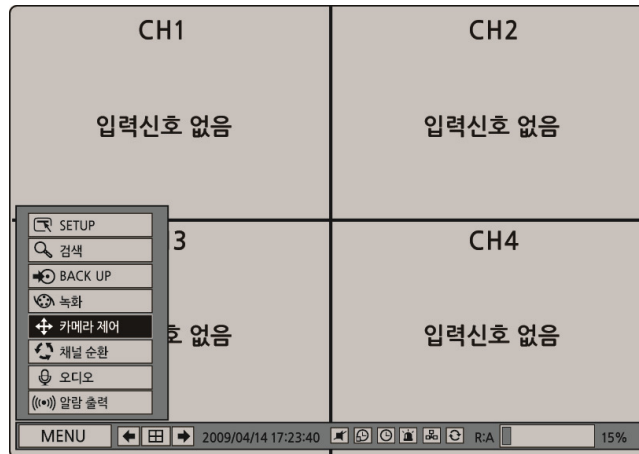 CH1
CH2
입력신호 없음
입력신호 없음
3
CH4
호 없음
입력신호 없음
SETUP
검색
BACK UP
녹화
카메라 제어
채널 순환
오디오
알람 출력
MENU
2009/04/14 17:23:40
R:A
15%